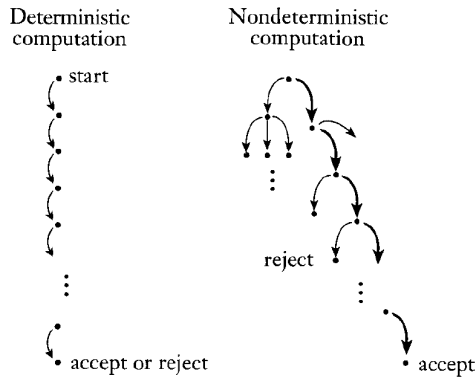 Deterministic
computation
start
accept or reject
Nondeterministic
computation
reject
accept